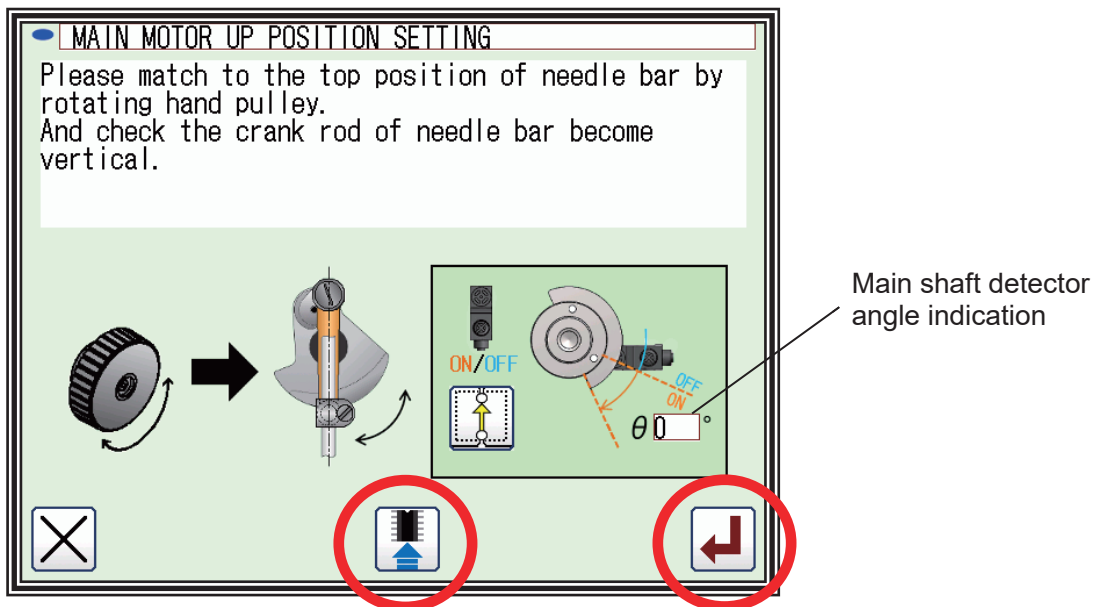 MAIN MOTOR UP POSITION SETTING
Please match to the top position of needle bar by
rotating hand pulley.
And check the crank rod of needle bar become
vertical.
ON/OFF
OFF
ON
θ 0 °
Main shaft detector
angle indication